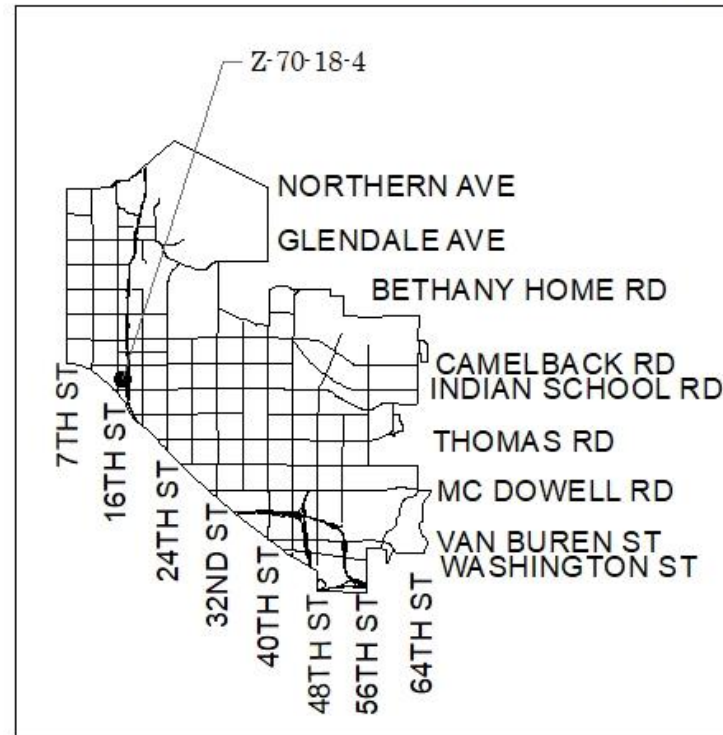 Z-70-18-4
NORTHERN AVE
GLENDALE AVE
BETHANY HOME RD
CAMELBACK RD
INDIAN SCHOOL RD
THOMAS RD
MC DOWELL RD
VAN BUREN ST
WASHINGTON ST
7TH ST
16TH ST
24TH ST
32ND ST
40TH ST
48TH ST
56TH ST
64TH ST